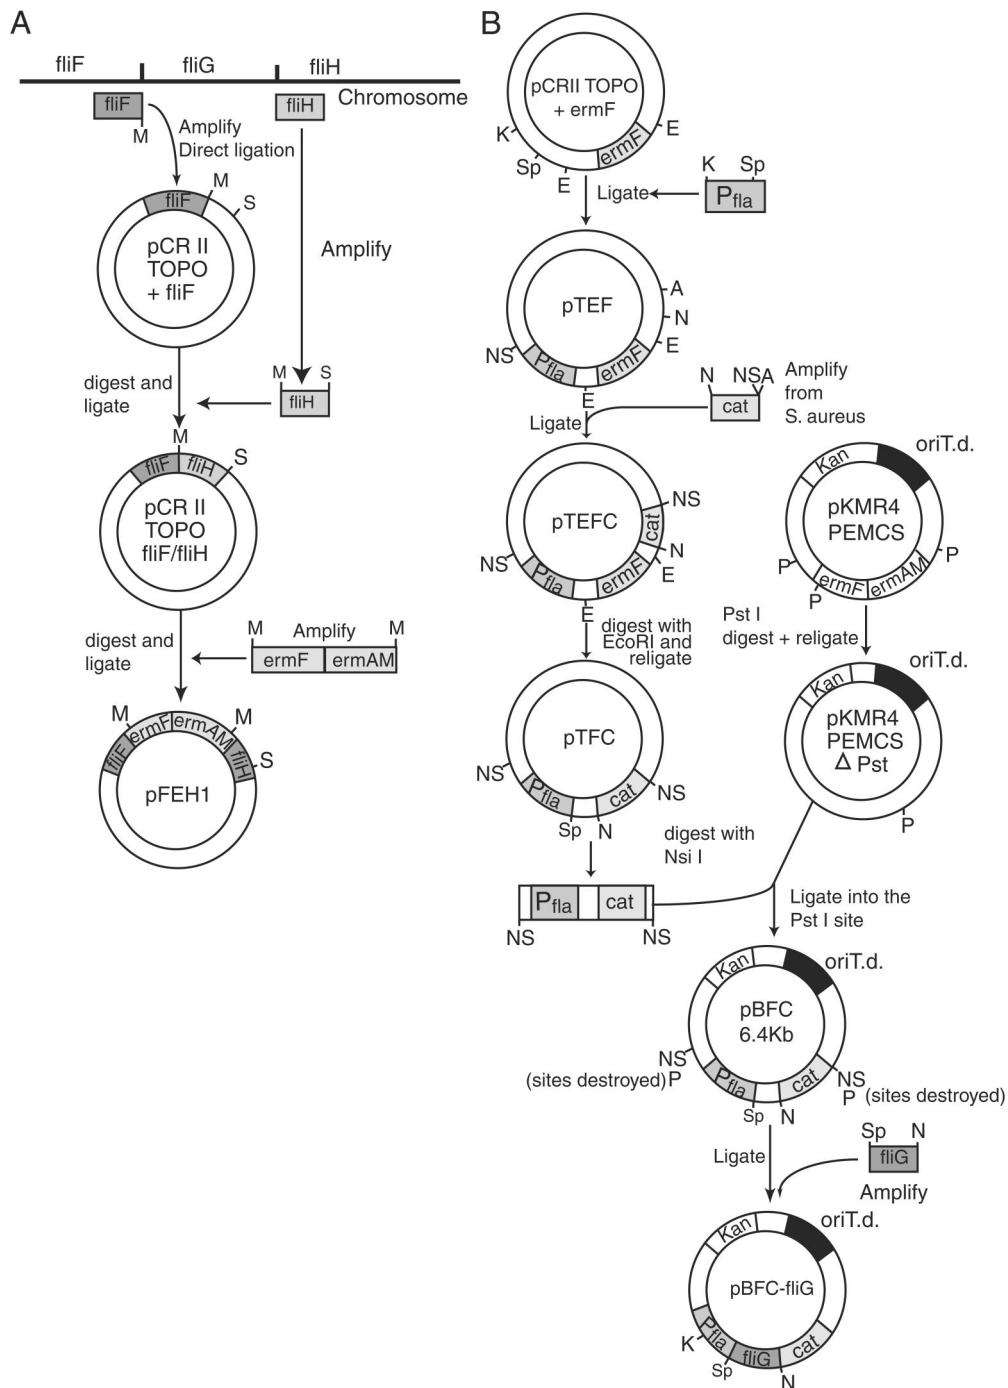 A
fliF fliG fliH
Chromosome
fliF
M
fliH
Amplify
Direct ligation
M
S
fliF
pCR II
TOPO
+ fliF
Amplify
digest and
ligate
M S
fliH
M
S
fliF fliH
pCR II
TOPO
fliF/fliH
digest and
ligate
M Amplify M
ermF ermAM
M
M
S
fliF ermF ermAM fliH
pFEH1
B
pCRII TOPO
+ ermF
K
Sp
E
E
ermF
Ligate
K Sp
Pfla
pTEF
A
N
E
NS
Pfla ermF
E
Ligate
N NSA
cat
Amplify
from
S. aureus
pTEFC
NS
cat
N
E
NS
Pfla ermF
E
oriT.d.
Kan
pKMR4
PEMCS
P
P
P
ermF ermAM
digest with
EcoRI and
religate
Pst I
digest + religate
pTFC
NS
NS
Pfla cat
Sp N
oriT.d.
Kan
pKMR4
PEMCS
Δ Pst
P
digest with
Nsi I
Pfla cat
NS NS
Ligate into the
Pst I site
oriT.d.
Kan
pBFC
6.4Kb
NS
(sites destroyed) P
NS
P (sites destroyed)
Pfla cat
Sp N
Ligate
Sp N
fliG
Amplify
oriT.d.
Kan
pBFC-fliG
K
Pfla fliG cat
Sp
N